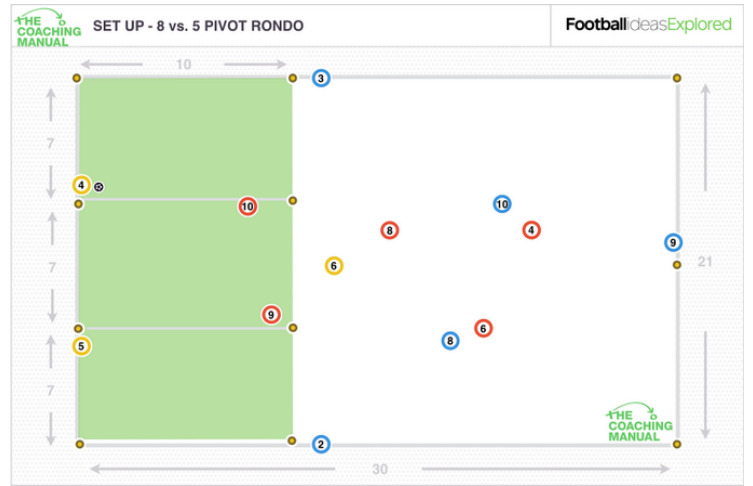 THE
COACHING
MANUAL
SET UP - 8 vs. 5 PIVOT RONDO
FootballIdeasExplored
10
3
7
4
10
10
8
4
9
7
6
21
9
6
5
8
7
THE
COACHING
MANUAL
2
30